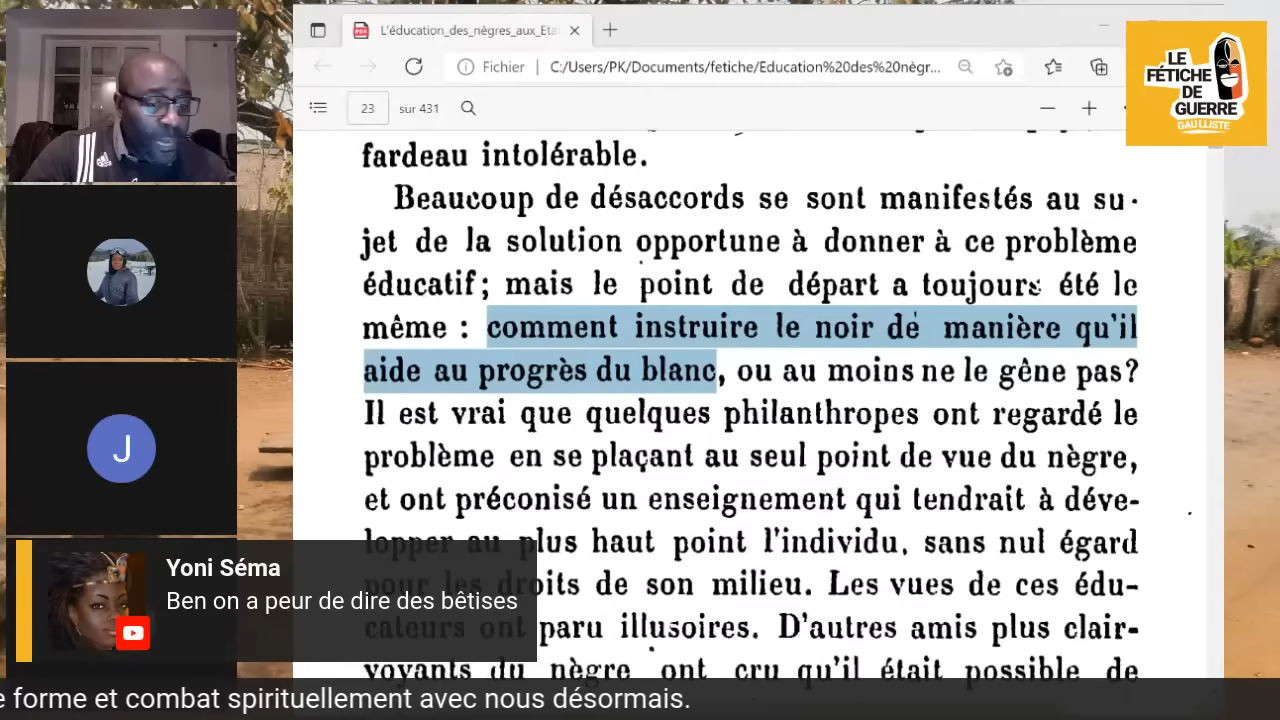 L'éducation_des_nègres_aux_Eta
Fichier
C:/Users/PK/Documents/fetiche/Education%20des%20nègr...
23
sur 431
LE
FÉTICHE
DE
GUERRE
GAULLISTE
fardeau intolérable.
Beaucoup de désaccords se sont manifestés au su-
jet de la solution opportune à donner à ce problème
éducatif; mais le point de départ a toujours été le
même : comment instruire le noir de manière qu'il
aide au progrès du blanc, ou au moins ne le gêne pas?
Il est vrai que quelques philanthropes ont regardé le
problème en se plaçant au seul point de vue du nègre,
et ont préconisé un enseignement qui tendrait à déve-
lopper au plus haut point l'individu, sans nul égard
pour les droits de son milieu. Les vues de ces édu-
cateurs ont paru illusoires. D'autres amis plus clair-
voyants du nègre ont cru qu'il était possible de
J
Yoni Séma
Ben on a peur de dire des bêtises
e forme et combat spirituellement avec nous désormais.